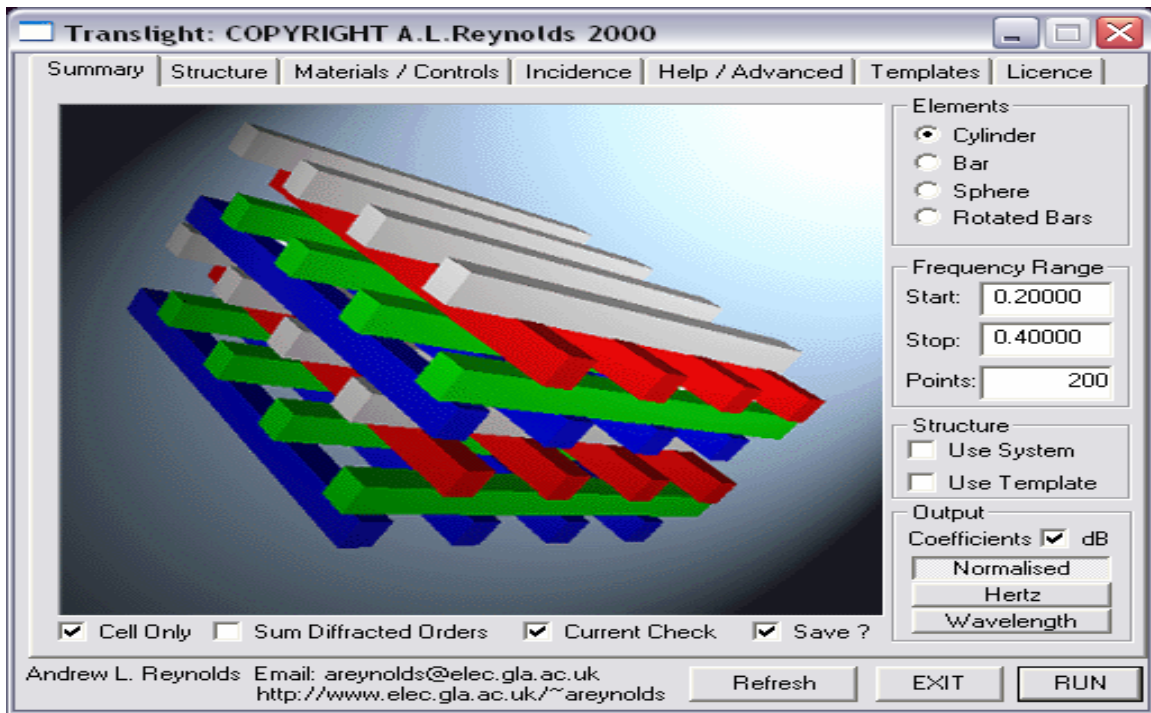 Translight: COPYRIGHT A.L.Reynolds 2000
Summary Structure Materials / Controls Incidence Help / Advanced Templates Licence
Elements
Cylinder
Bar
Sphere
Rotated Bars
Frequency Range
Start: 0.20000
Stop: 0.40000
Points: 200
Structure
Use System
Use Template
Output
Coefficients dB
Normalised
Hertz
Wavelength
Cell Only Sum Diffracted Orders Current Check Save ?
Andrew L. Reynolds Email: areynolds@elec.gla.ac.uk
http://www.elec.gla.ac.uk/~areynolds
Refresh EXIT RUN